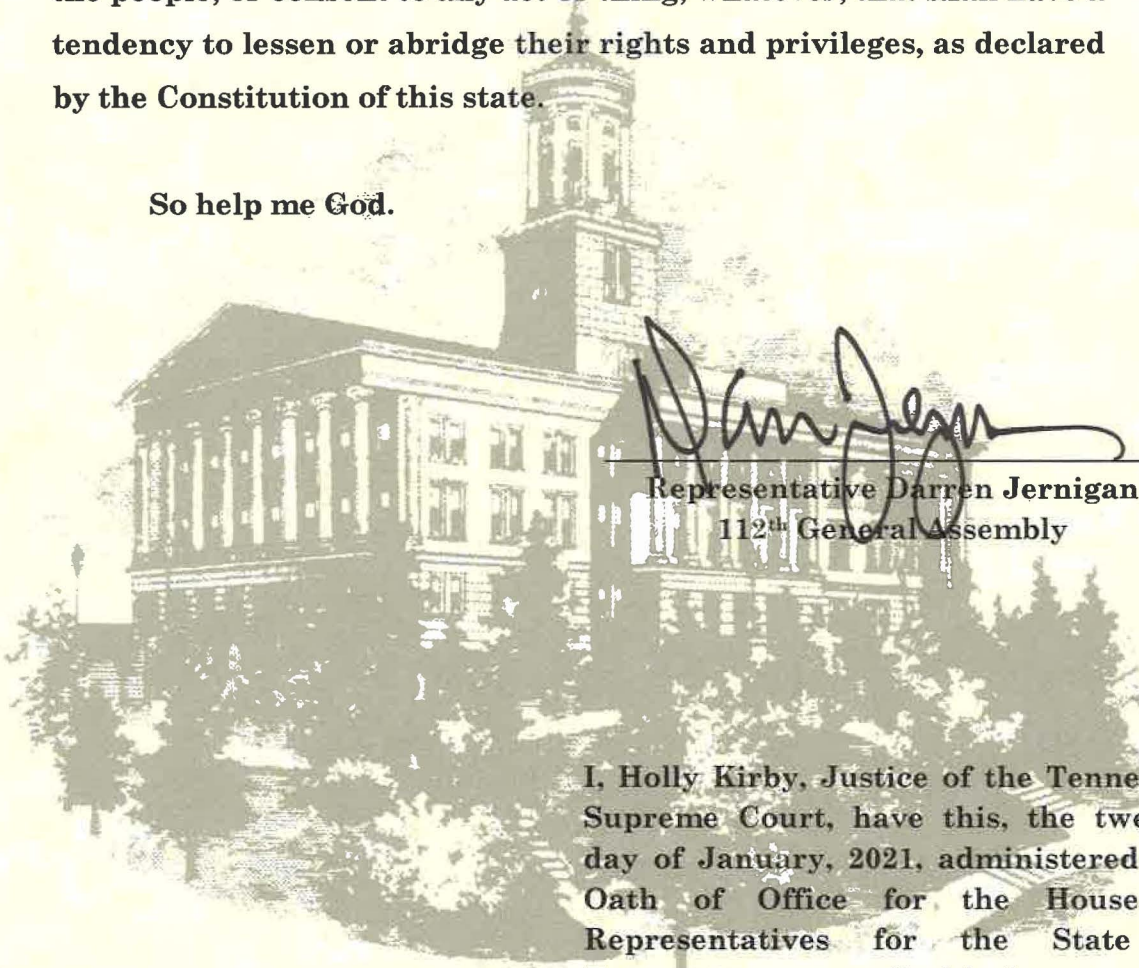 tendency to lessen or abridge their rights and privileges, as declared
by the Constitution of this state.
So help me God.
Representative Darren Jernigan
112th General Assembly
I, Holly Kirby, Justice of the Tenne
Supreme Court, have this, the twe
day of January, 2021, administered
Oath of Office for the House
Representatives for the State